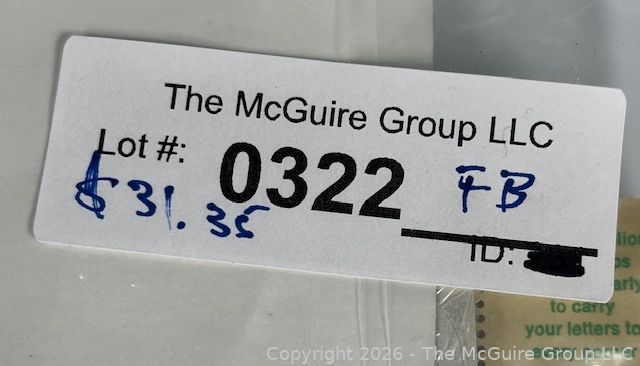 The McGuire Group LLC
Lot #: 0322 FB
$31.35
ID:
to carry
your letters to
Copyright 2026 - The McGuire Group LLC